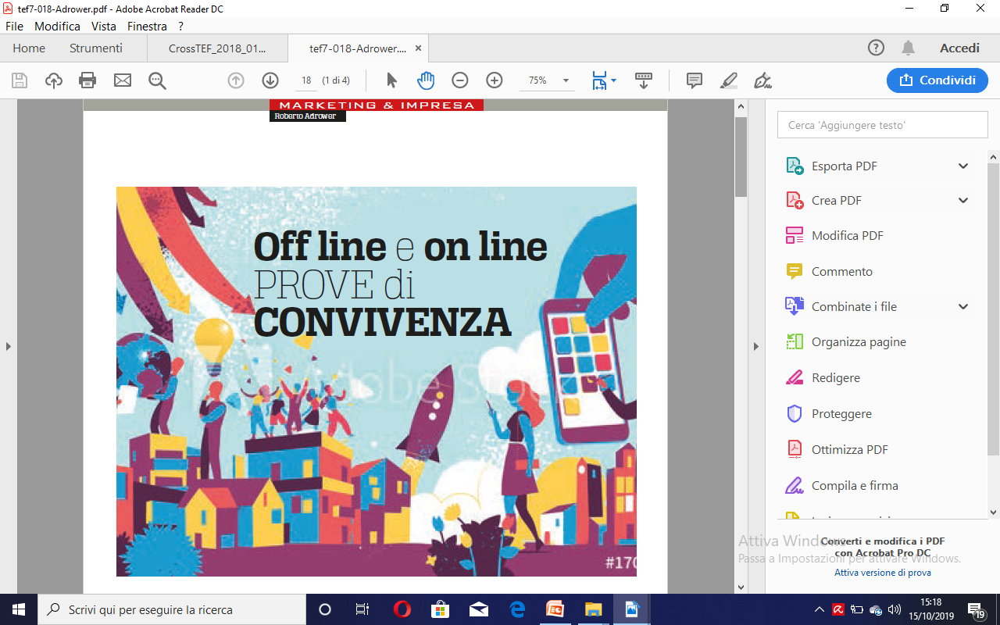 tef7-018-Adrower.pdf - Adobe Acrobat Reader DC
File Modifica Vista Finestra ?
Home Strumenti CrossTEF_2018_01... tef7-018-Adrower.... × Accedi
18 (1 di 4) 75% Condividi
MARKETING & IMPRESA
Roberto Adrower
Off line e on line
PROVE di
CONVIVENZA
Adobe Stock
#170
Cerca 'Aggiungere testo'
Esporta PDF
Crea PDF
Modifica PDF
Commento
Combinate i file
Organizza pagine
Redigere
Proteggere
Ottimizza PDF
Compila e firma
Converti e modifica i PDF
con Acrobat Pro DC
Attiva versione di prova
Attiva Windows
Passa a Impostazioni per attivare Windows.
Scrivi qui per eseguire la ricerca
15:18
15/10/2019
19